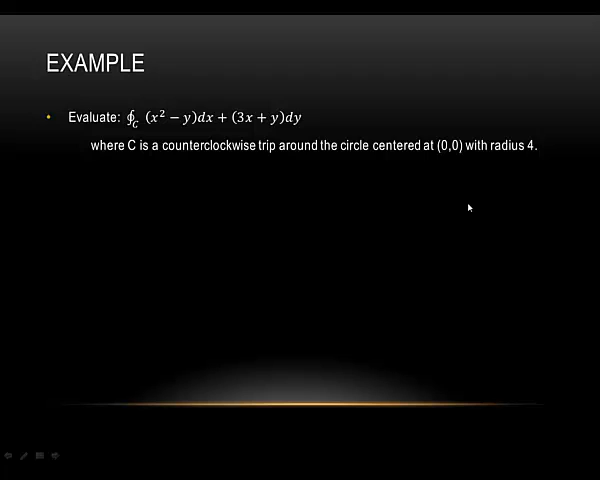 EXAMPLE
• Evaluate: ∮_C (x² − y)dx + (3x + y)dy
where C is a counterclockwise trip around the circle centered at (0,0) with radius 4.